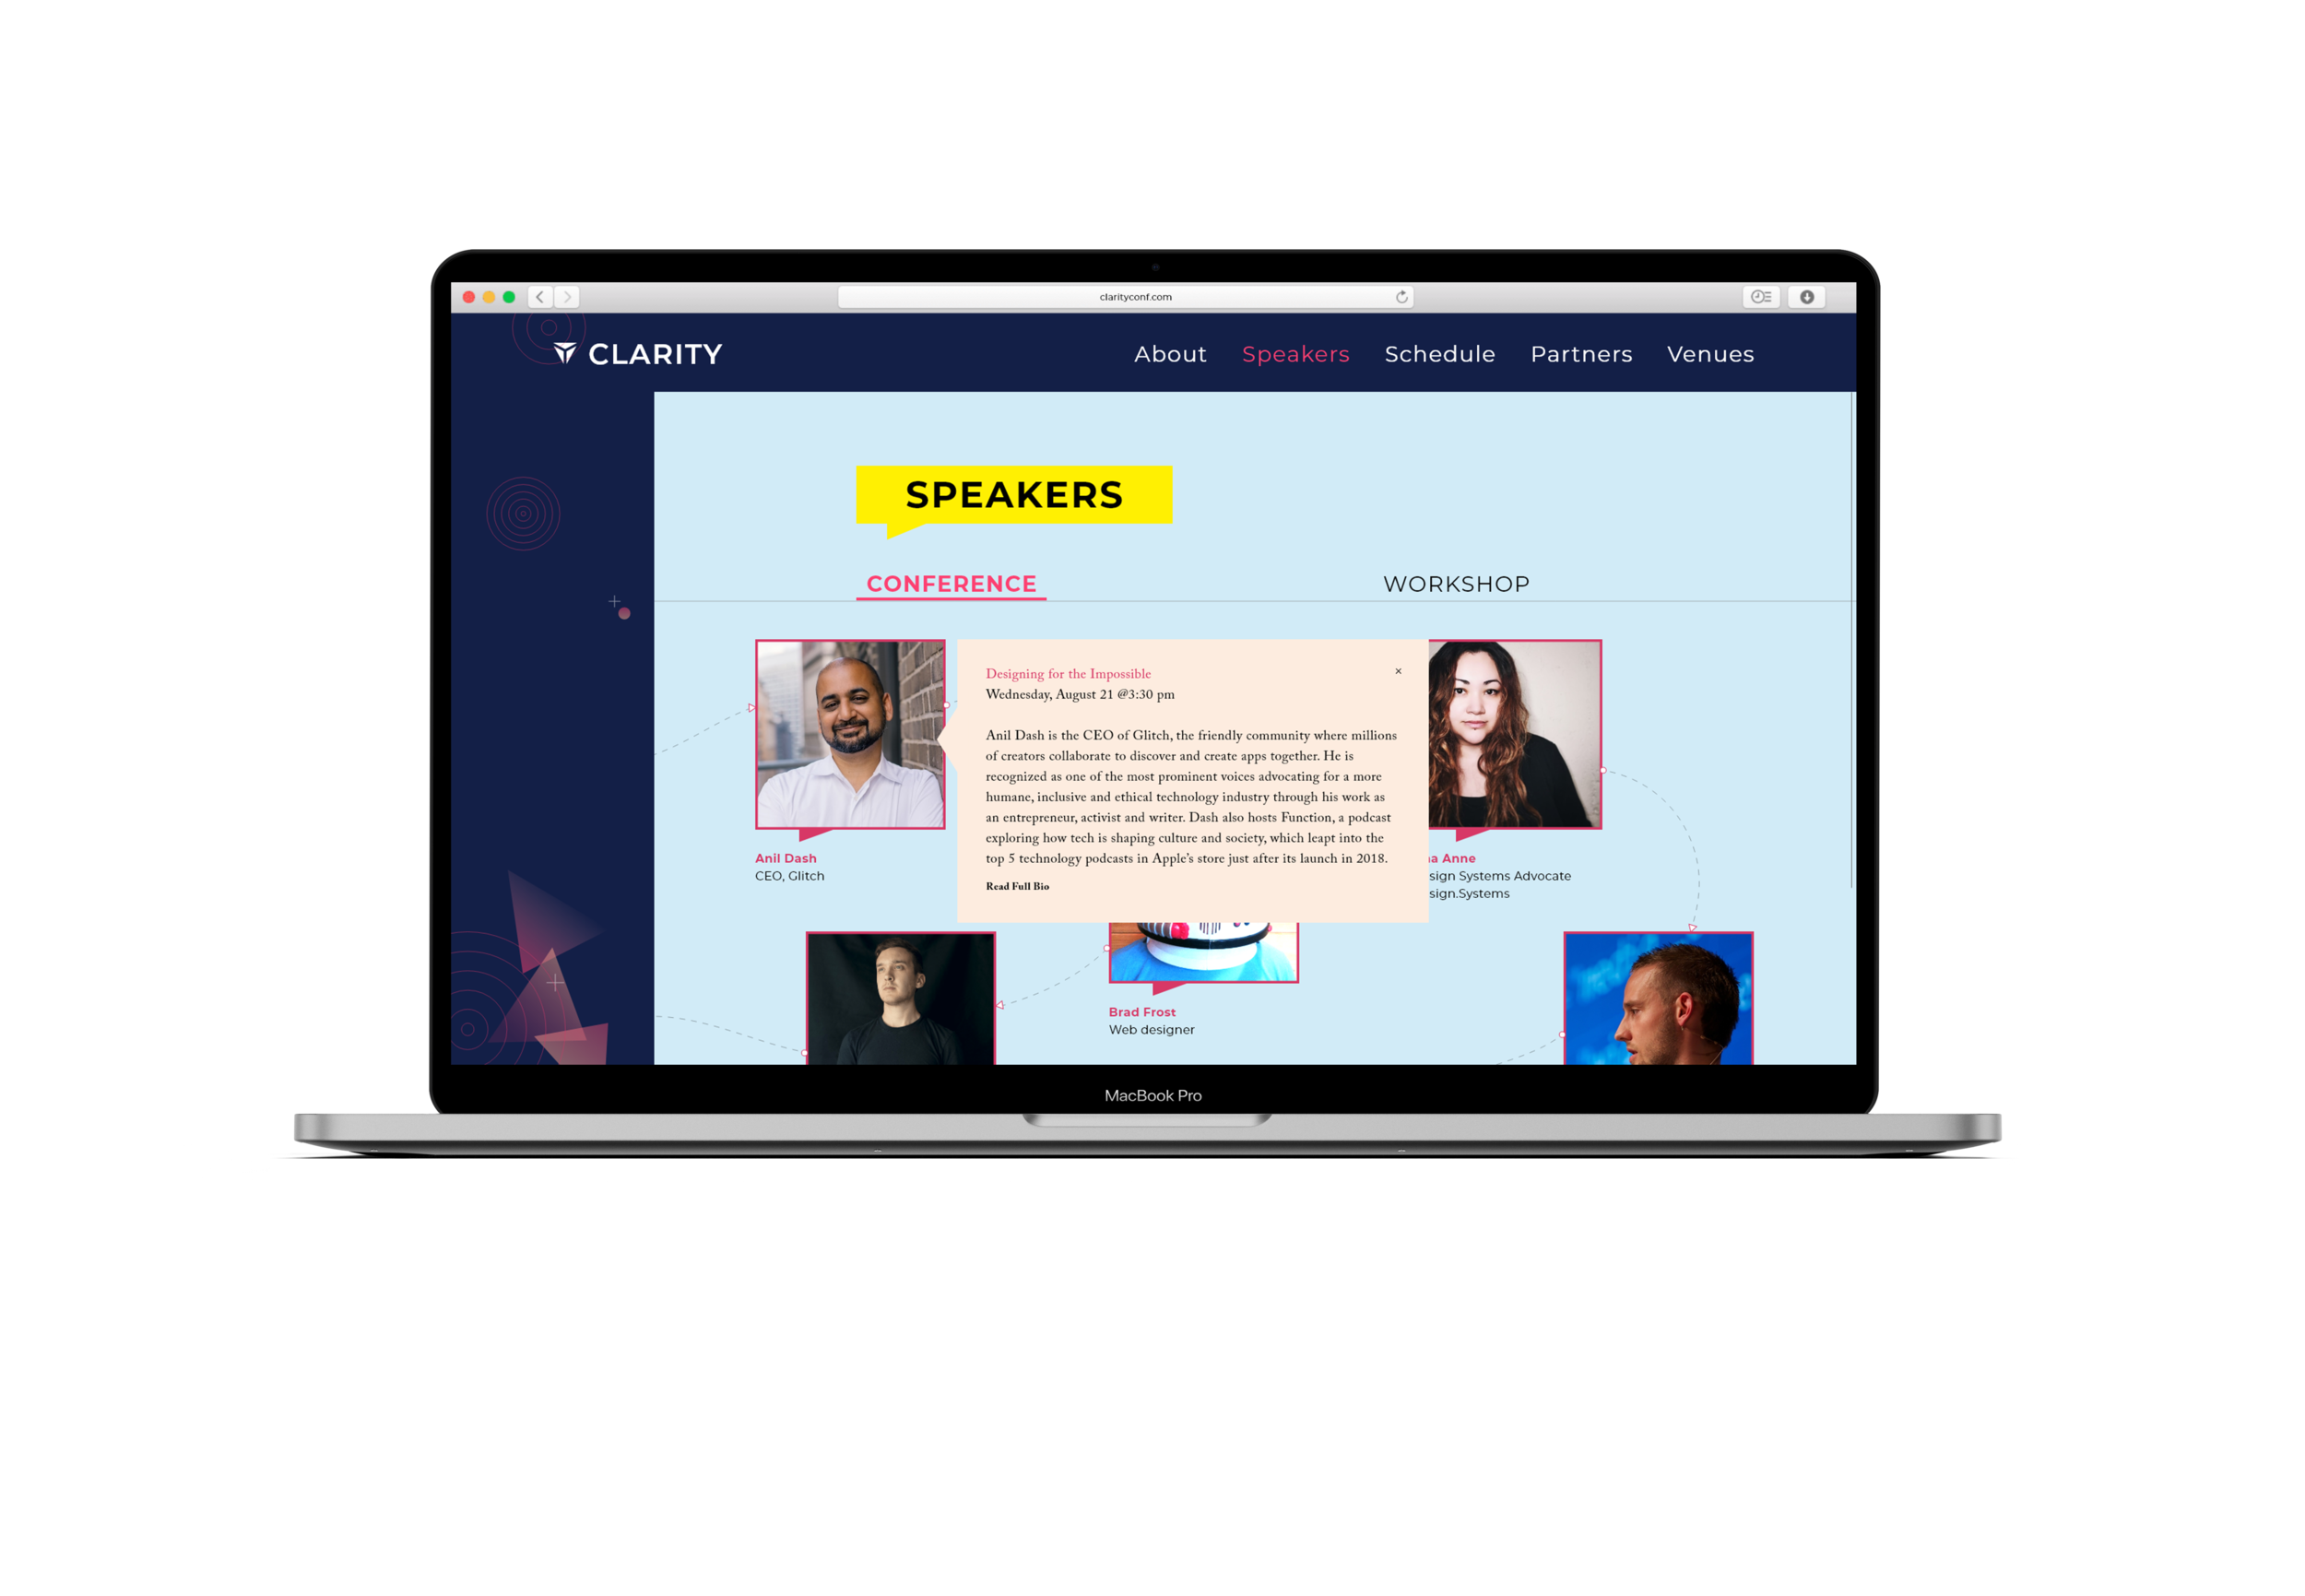 clarityconf.com
CLARITY
About Speakers Schedule Partners Venues
SPEAKERS
CONFERENCE
WORKSHOP
Designing for the Impossible
×
Wednesday, August 21 @3:30 pm
Anil Dash is the CEO of Glitch, the friendly community where millions
of creators collaborate to discover and create apps together. He is
recognized as one of the most prominent voices advocating for a more
humane, inclusive and ethical technology industry through his work as
an entrepreneur, activist and writer. Dash also hosts Function, a podcast
exploring how tech is shaping culture and society, which leapt into the
top 5 technology podcasts in Apple's store just after its launch in 2018.
Read Full Bio
Anil Dash
CEO, Glitch
Anne
Systems Advocate
Brad Frost
Web designer
MacBook Pro